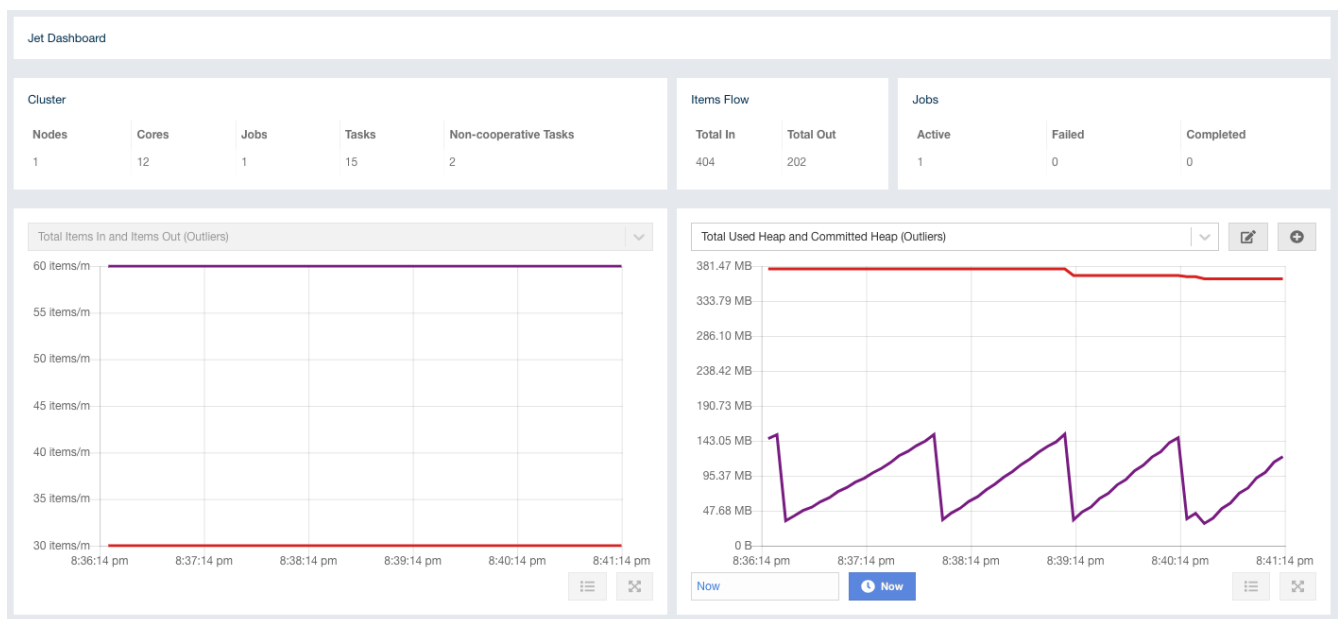 Jet Dashboard
Cluster
Nodes Cores Jobs Tasks Non-cooperative Tasks
1 12 1 15 2
Items Flow
Total In Total Out
404 202
Jobs
Active Failed Completed
1 0 0
Total Items In and Items Out (Outliers)
60 items/m
55 items/m
50 items/m
45 items/m
40 items/m
35 items/m
30 items/m
8:36:14 pm 8:37:14 pm 8:38:14 pm 8:39:14 pm 8:40:14 pm 8:41:14 pm
Total Used Heap and Committed Heap (Outliers)
381.47 MB
333.79 MB
286.10 MB
238.42 MB
190.73 MB
143.05 MB
95.37 MB
47.68 MB
0 B
8:36:14 pm 8:37:14 pm 8:38:14 pm 8:39:14 pm 8:40:14 pm 8:41:14 pm
Now Now